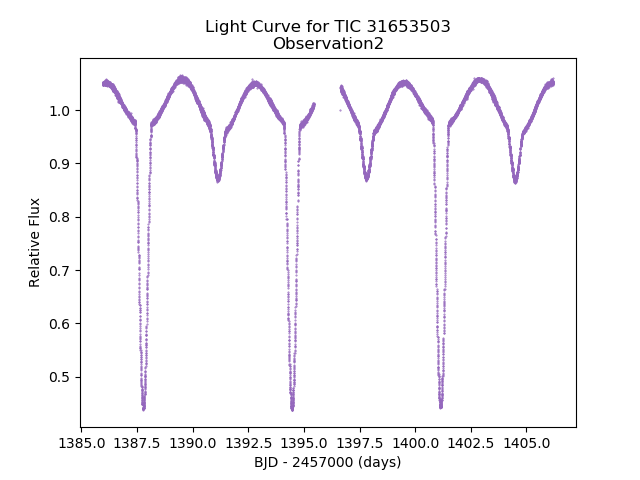 Light Curve for TIC 31653503
Observation2
Relative Flux
1.0
0.9
0.8
0.7
0.6
0.5
1385.0 1387.5 1390.0 1392.5 1395.0 1397.5 1400.0 1402.5 1405.0
BJD - 2457000 (days)